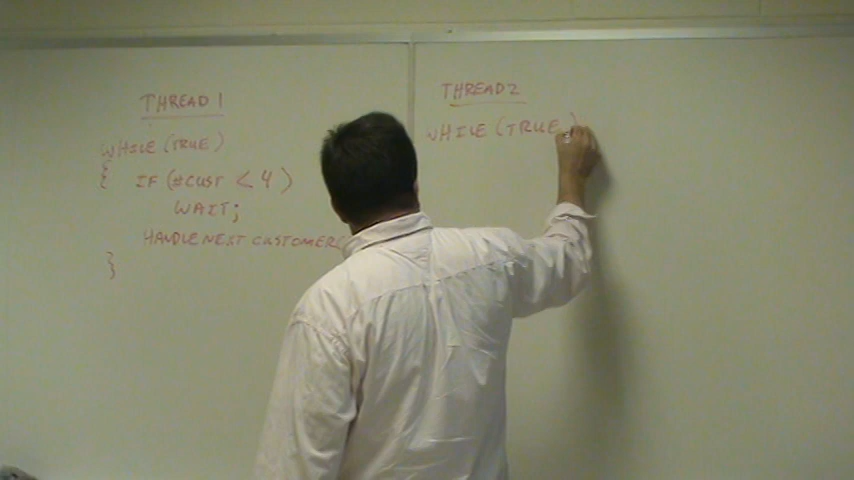 THREAD 1
WHILE (TRUE)
{ IF (#CUST < 4)
WAIT;
HANDLE NEXT CUSTOMER(
}
THREAD 2
WHILE (TRUE)